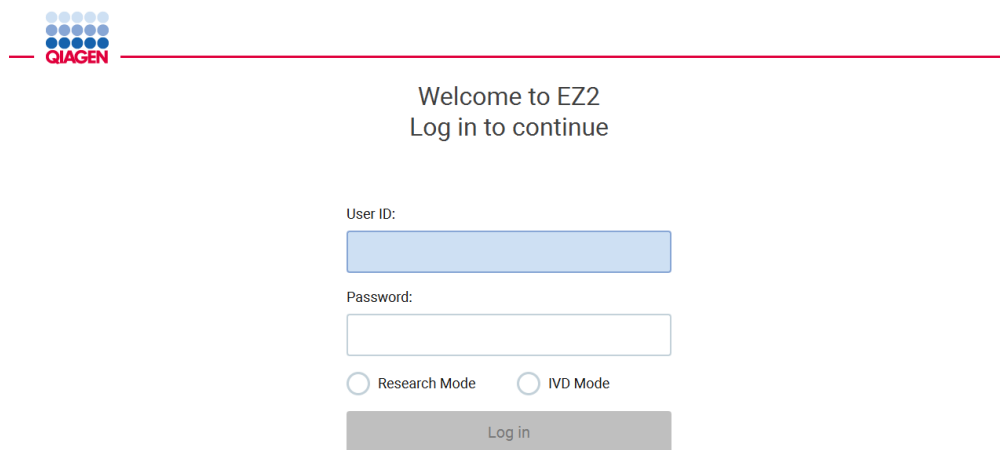 QIAGEN
Welcome to EZ2
Log in to continue
User ID:
Password:
Research Mode IVD Mode
Log in